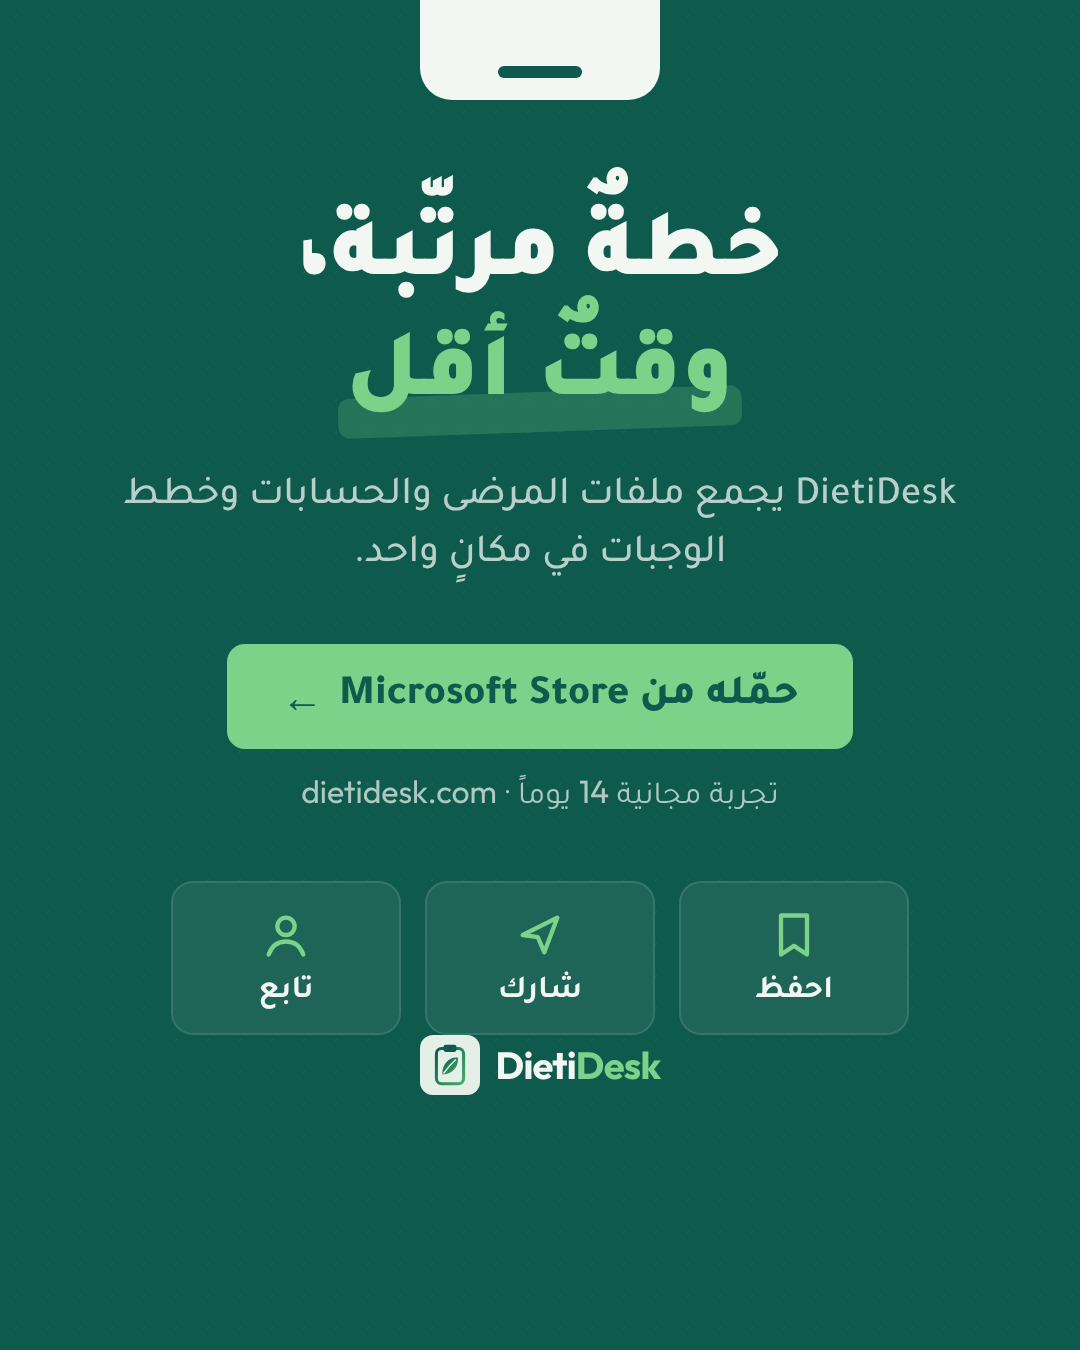 خطةٌ مرتّبة،
وقتٌ أقل
DietiDesk يجمع ملفات المرضى والحسابات وخطط
الوجبات في مكانٍ واحد.
حمّله من Microsoft Store ←
تجربة مجانية 14 يوماً · dietidesk.com
احفظ
شارك
تابع
DietiDesk